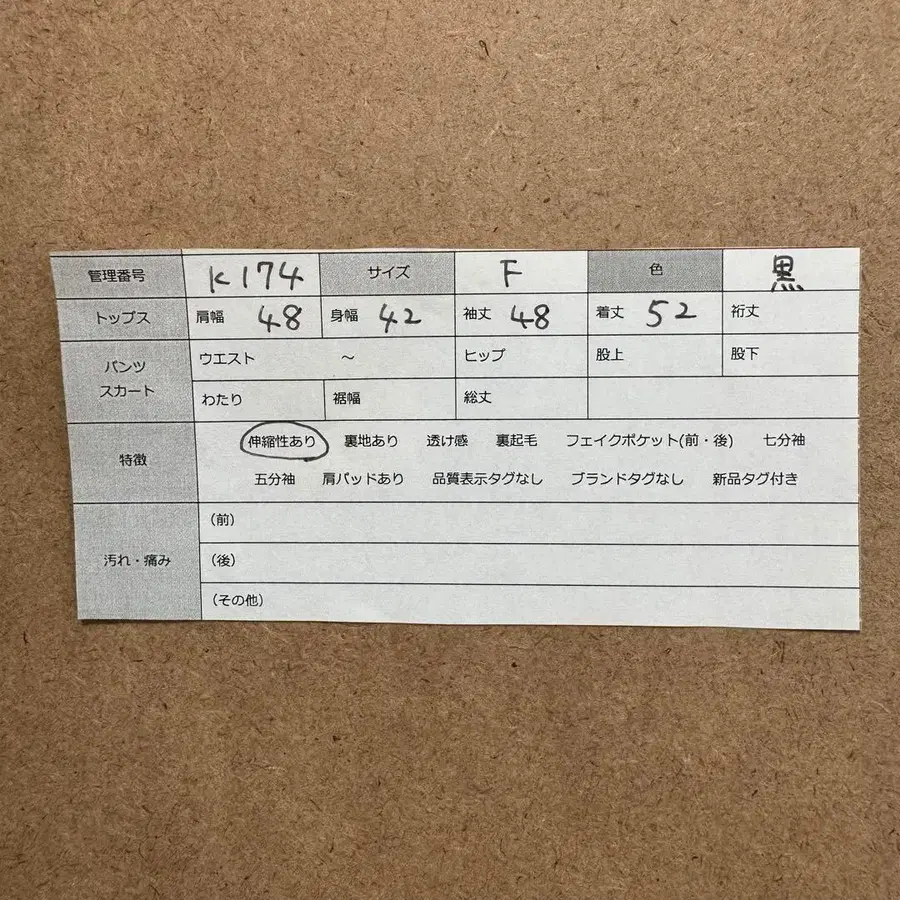 管理番号 K174 サイズ F 色 黒
トップス 肩幅 48 身幅 42 袖丈 48 着丈 52 裄丈
パンツ スカート ウエスト ～ ヒップ 股上 股下
わたり 裾幅 総丈
特徴 伸縮性あり 裏地あり 透け感 裏起毛 フェイクポケット(前・後) 七分袖
五分袖 肩パッドあり 品質表示タグなし ブランドタグなし 新品タグ付き
汚れ・痛み (前)
(後)
(その他)